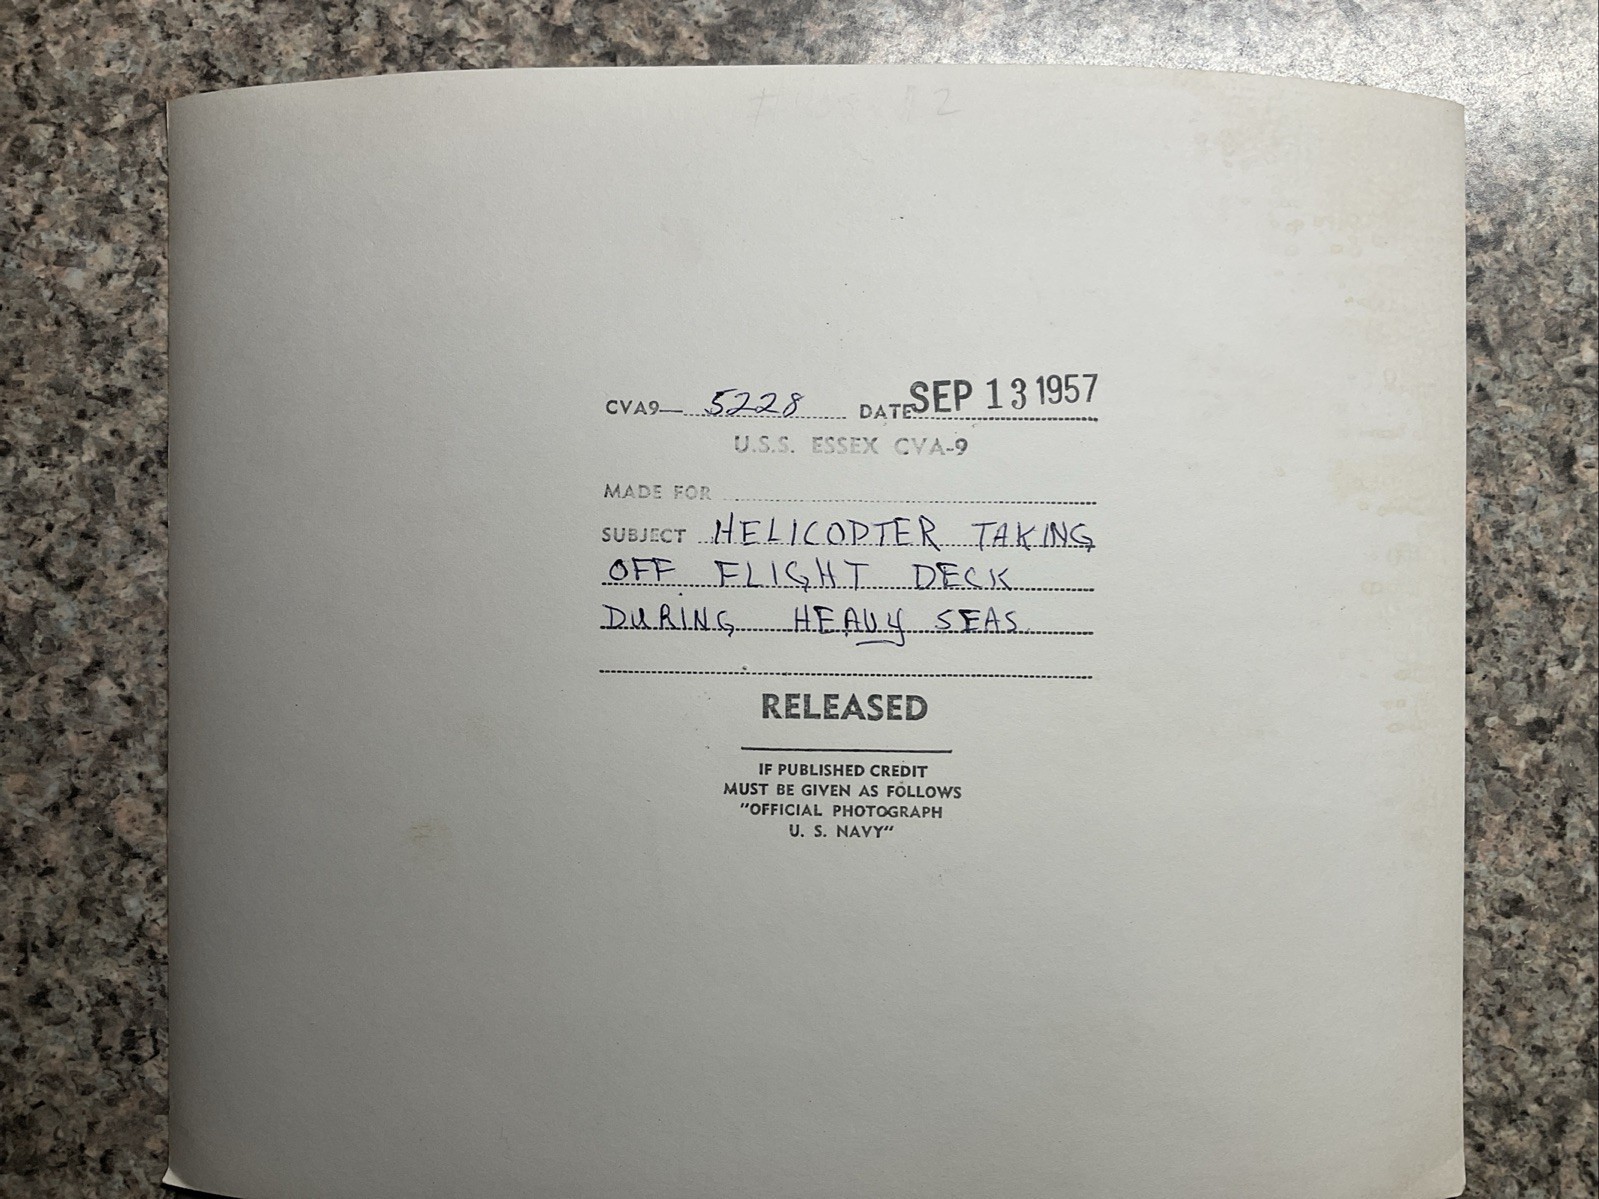 CVA9— 5228 DATE SEP 13 1957
U.S.S. ESSEX CVA-9
MADE FOR
SUBJECT HELICOPTER TAKING
OFF FLIGHT DECK
DURING HEAVY SEAS
RELEASED
IF PUBLISHED CREDIT
MUST BE GIVEN AS FOLLOWS
"OFFICIAL PHOTOGRAPH
U. S. NAVY"